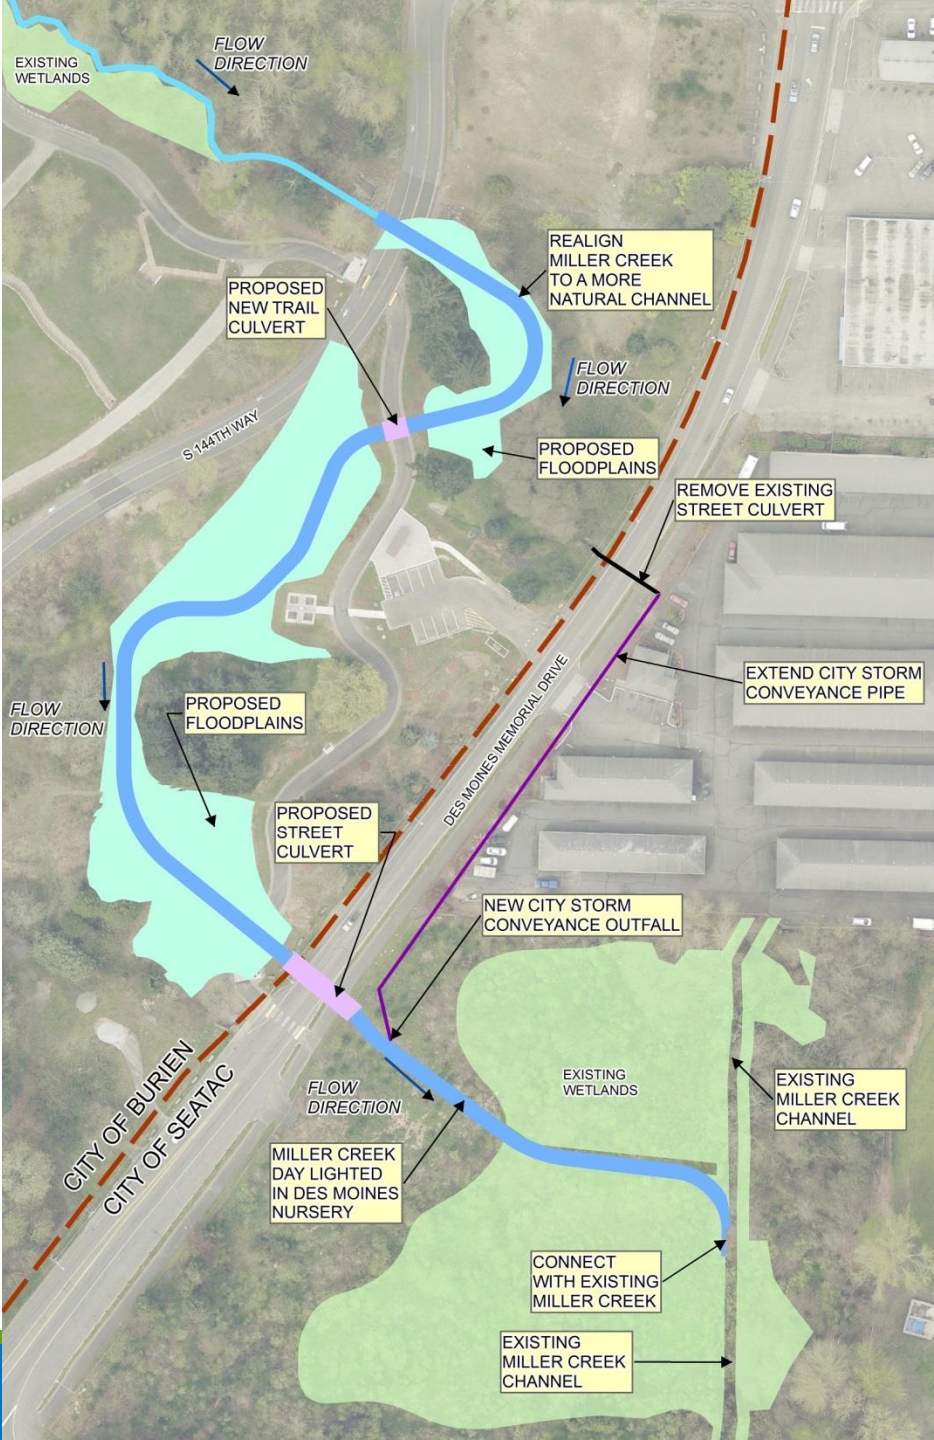 FLOW
DIRECTION
EXISTING
WETLANDS
REALIGN
MILLER CREEK
TO A MORE
NATURAL CHANNEL
PROPOSED
NEW TRAIL
CULVERT
FLOW
DIRECTION
S 144TH WAY
PROPOSED
FLOODPLAINS
REMOVE EXISTING
STREET CULVERT
EXTEND CITY STORM
CONVEYANCE PIPE
DES MOINES MEMORIAL DRIVE
FLOW
DIRECTION
PROPOSED
FLOODPLAINS
PROPOSED
STREET
CULVERT
NEW CITY STORM
CONVEYANCE OUTFALL
CITY OF BURIEN
CITY OF SEATAC
FLOW
DIRECTION
EXISTING
WETLANDS
EXISTING
MILLER CREEK
CHANNEL
MILLER CREEK
DAY LIGHTED
IN DES MOINES
NURSERY
CONNECT
WITH EXISTING
MILLER CREEK
EXISTING
MILLER CREEK
CHANNEL